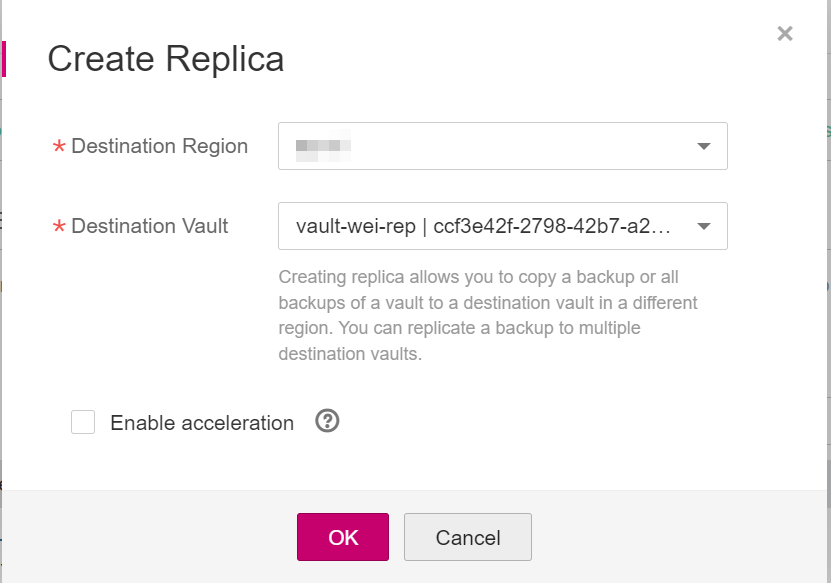 Create Replica
* Destination Region
* Destination Vault
vault-wei-rep | ccf3e42f-2798-42b7-a2…
Creating replica allows you to copy a backup or all
backups of a vault to a destination vault in a different
region. You can replicate a backup to multiple
destination vaults.
Enable acceleration ?
OK
Cancel